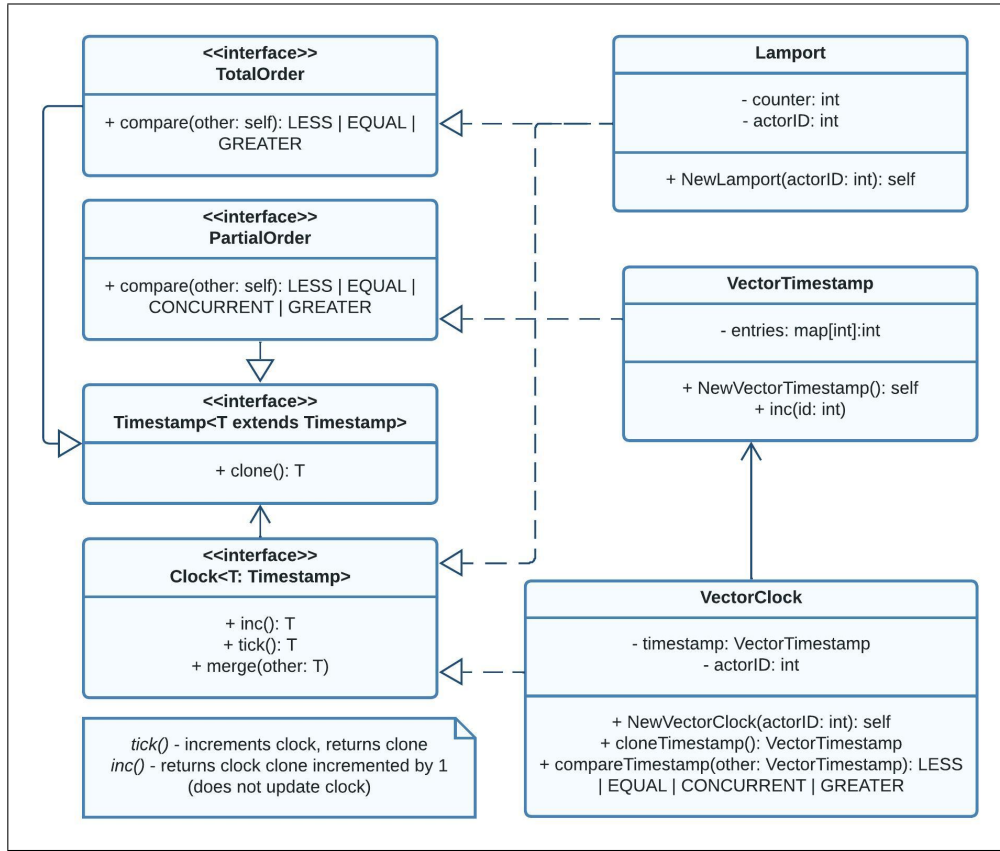 <<interface>>
TotalOrder
+ compare(other: self): LESS | EQUAL |
GREATER
<<interface>>
PartialOrder
+ compare(other: self): LESS | EQUAL |
CONCURRENT | GREATER
<<interface>>
Timestamp<T extends Timestamp>
+ clone(): T
<<interface>>
Clock<T: Timestamp>
+ inc(): T
+ tick(): T
+ merge(other: T)
tick() - increments clock, returns clone
inc() - returns clock clone incremented by 1
(does not update clock)
Lamport
- counter: int
- actorID: int
+ NewLamport(actorID: int): self
VectorTimestamp
- entries: map[int]:int
+ NewVectorTimestamp(): self
+ inc(id: int)
VectorClock
- timestamp: VectorTimestamp
- actorID: int
+ NewVectorClock(actorID: int): self
+ cloneTimestamp(): VectorTimestamp
+ compareTimestamp(other: VectorTimestamp): LESS
| EQUAL | CONCURRENT | GREATER